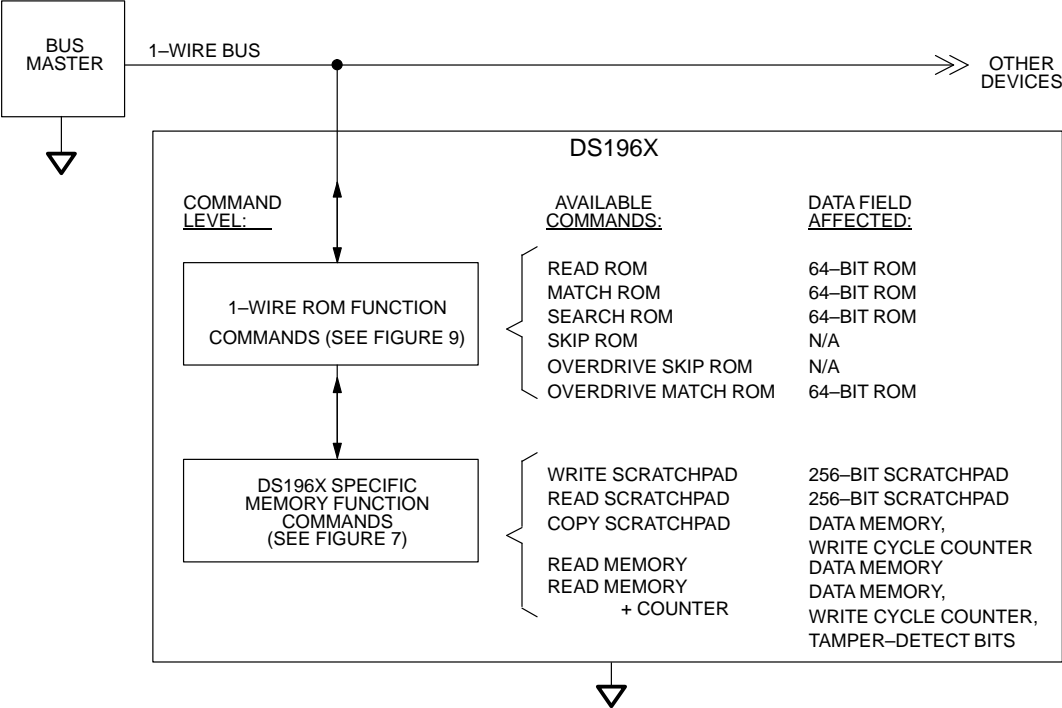 BUS
MASTER
1–WIRE BUS
OTHER
DEVICES
DS196X
COMMAND
LEVEL:
AVAILABLE
COMMANDS:
DATA FIELD
AFFECTED:
1–WIRE ROM FUNCTION
COMMANDS (SEE FIGURE 9)
READ ROM
64–BIT ROM
MATCH ROM
64–BIT ROM
SEARCH ROM
64–BIT ROM
SKIP ROM
N/A
OVERDRIVE SKIP ROM
N/A
OVERDRIVE MATCH ROM
64–BIT ROM
DS196X SPECIFIC
MEMORY FUNCTION
COMMANDS
(SEE FIGURE 7)
WRITE SCRATCHPAD
256–BIT SCRATCHPAD
READ SCRATCHPAD
256–BIT SCRATCHPAD
COPY SCRATCHPAD
DATA MEMORY,
WRITE CYCLE COUNTER
READ MEMORY
DATA MEMORY
READ MEMORY
+ COUNTER
DATA MEMORY,
WRITE CYCLE COUNTER,
TAMPER–DETECT BITS